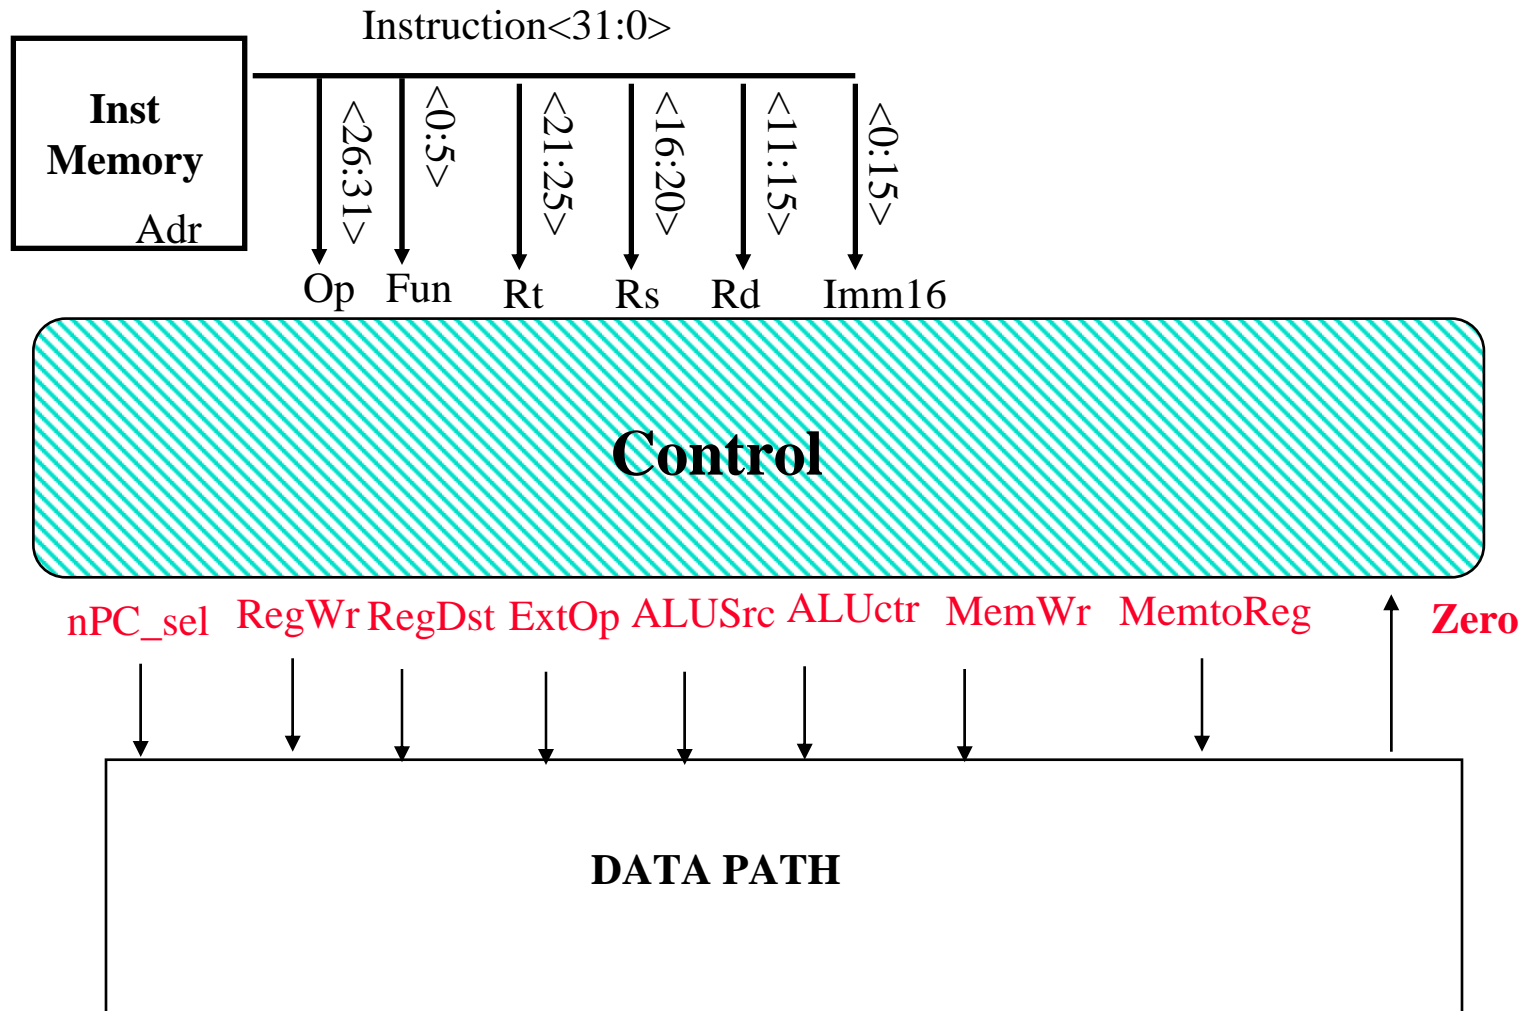 Instruction<31:0>
Inst
Memory
Adr
<26:31>
<0:5>
<21:25>
<16:20>
<11:15>
<0:15>
Op
Fun
Rt
Rs
Rd
Imm16
Control
nPC_sel
RegWr
RegDst
ExtOp
ALUSrc
ALUctr
MemWr
MemtoReg
Zero
DATA PATH